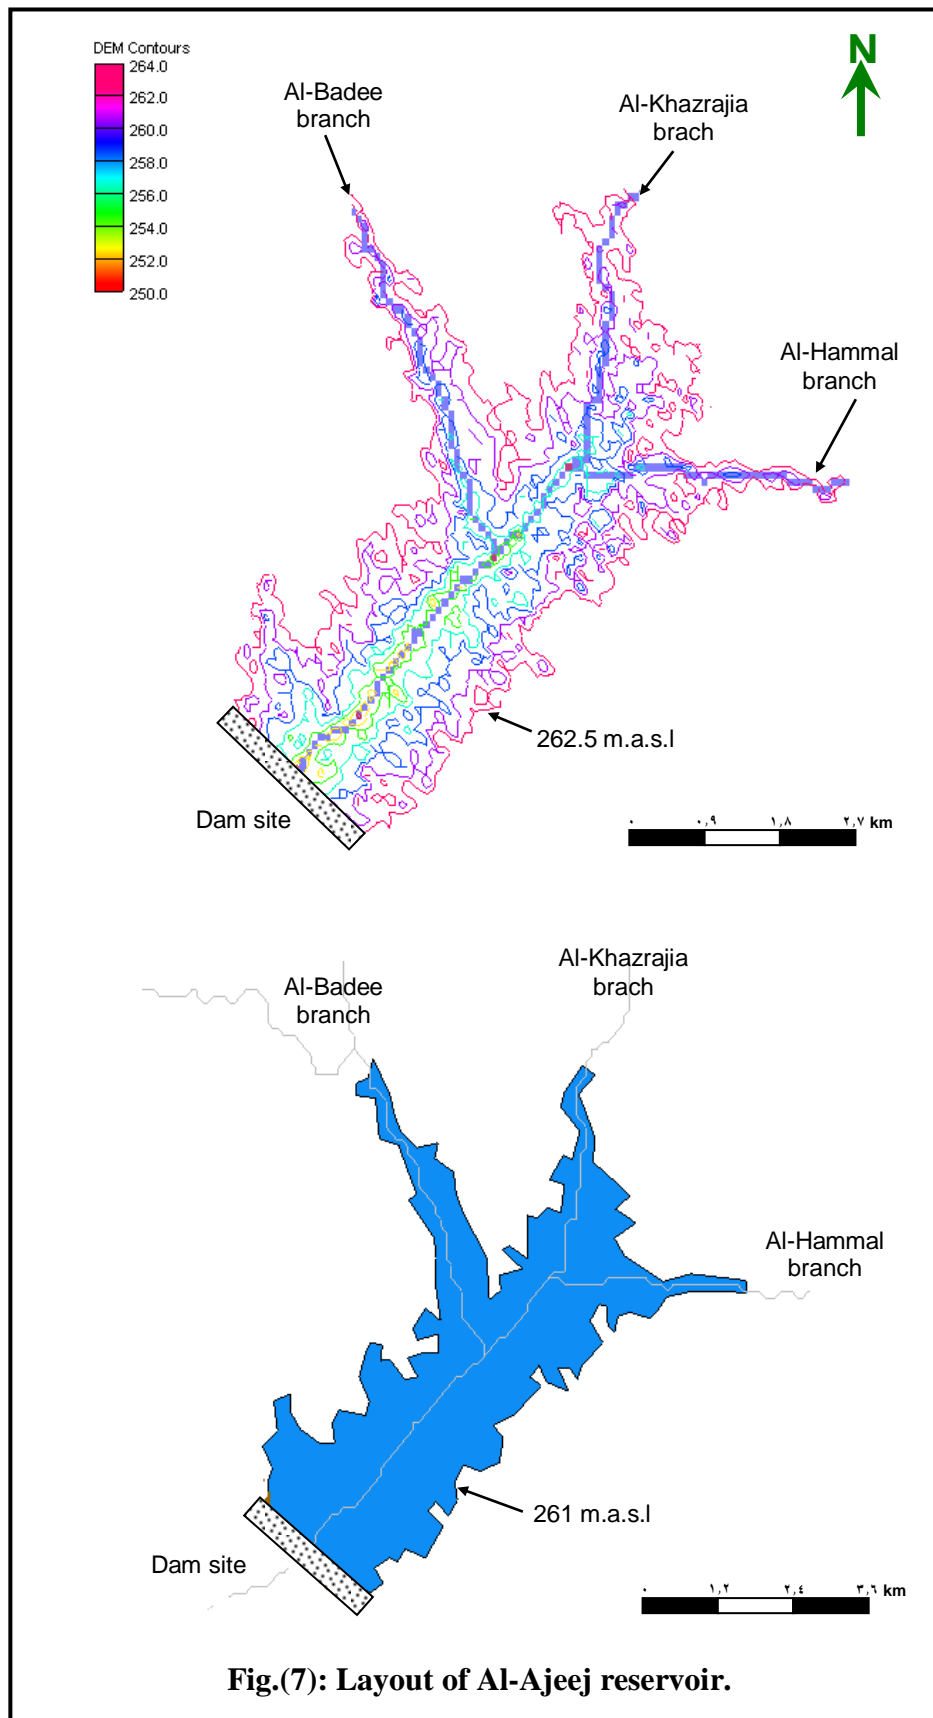 DEM Contours
264.0
262.0
260.0
258.0
256.0
254.0
252.0
250.0
N
Al-Badee
branch
Al-Khazrajia
brach
Al-Hammal
branch
262.5 m.a.s.l
Dam site
٠ ٠٫٩ ١٫٨ ٢٫٧ km
Al-Badee
branch
Al-Khazrajia
brach
Al-Hammal
branch
261 m.a.s.l
Dam site
٠ ١٫٢ ٢٫٤ ٣٫٦ km
Fig.(7): Layout of Al-Ajeej reservoir.